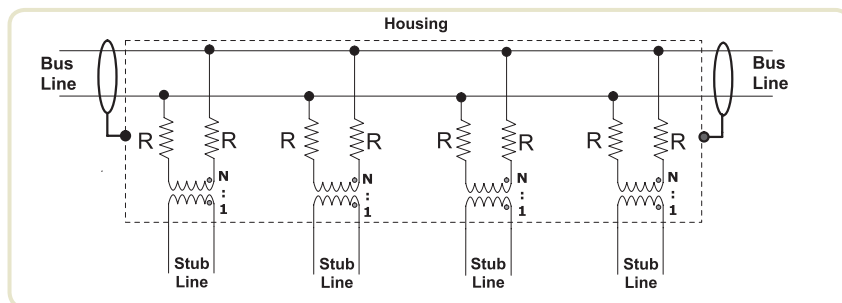 Housing
Bus
Line
Bus
Line
R R R R R R R R
N N N N
: : : :
1 1 1 1
Stub
Line
Stub
Line
Stub
Line
Stub
Line